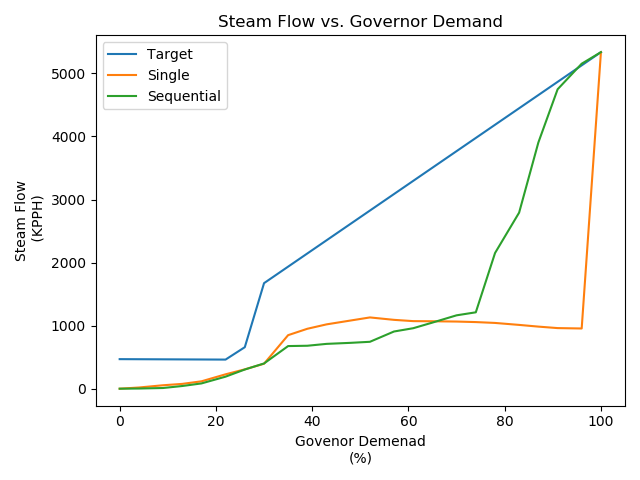 Steam Flow vs. Governor Demand
Target
Single
Sequential
Steam Flow
(KPPH)
5000
4000
3000
2000
1000
0
0 20 40 60 80 100
Govenor Demenad
(%)